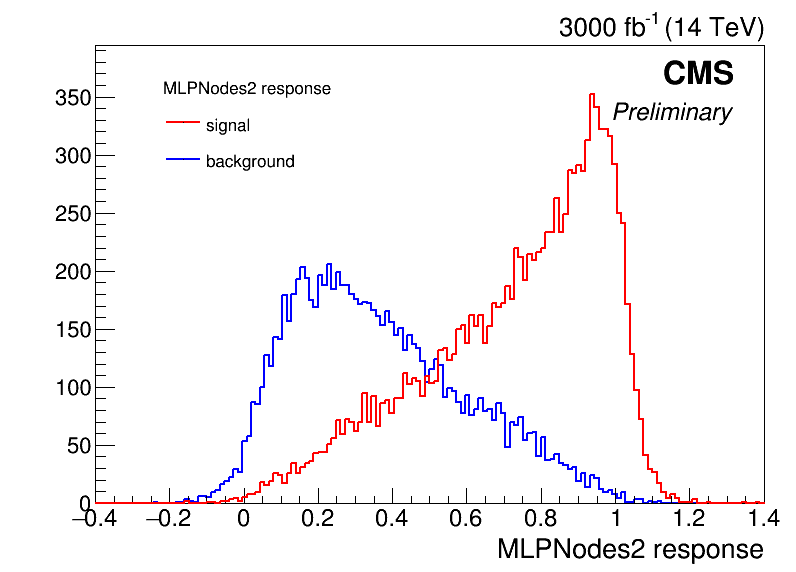 3000 fb-1 (14 TeV)
CMS
Preliminary
MLPNodes2 response
signal
background
350
300
250
200
150
100
50
0
−0.4 −0.2 0 0.2 0.4 0.6 0.8 1 1.2 1.4
MLPNodes2 response